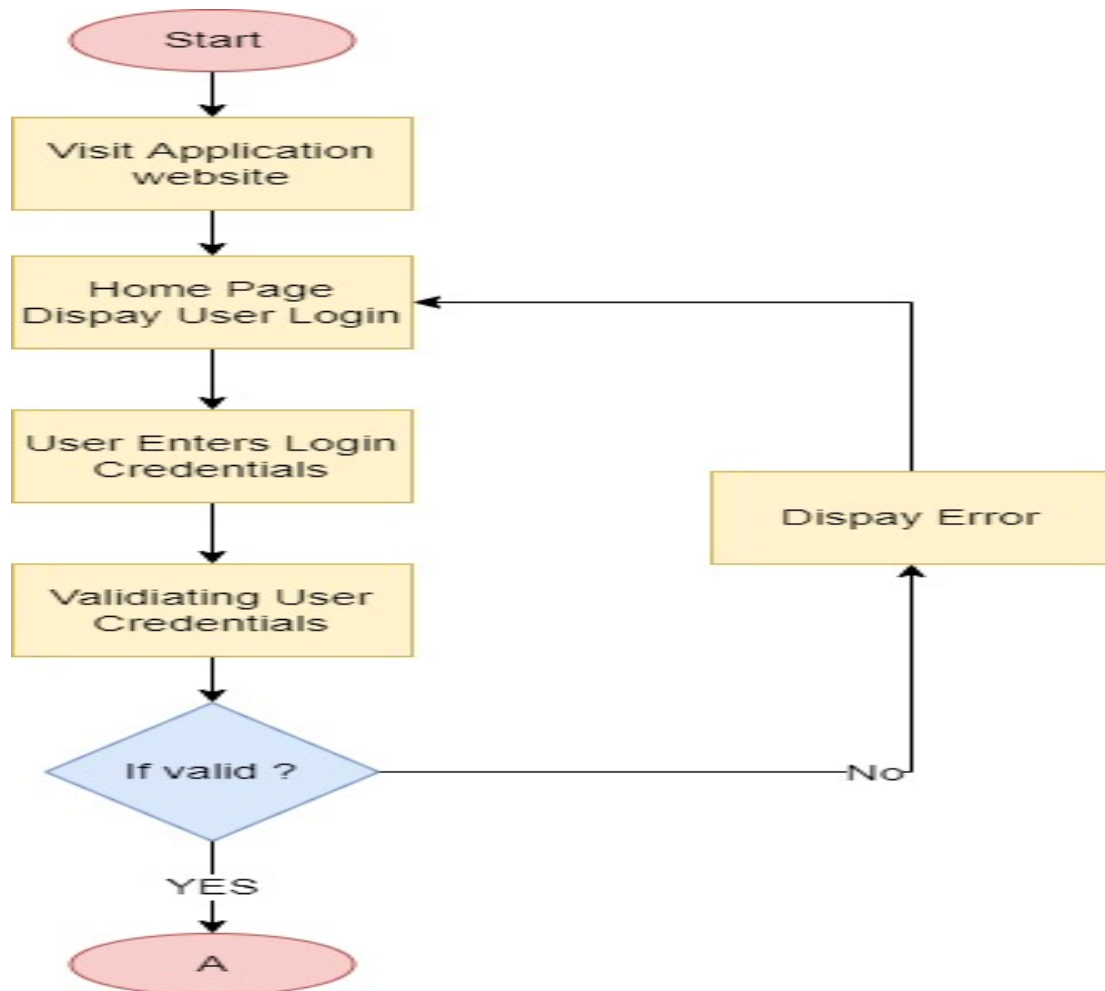 Start
Visit Application
website
Home Page
Dispay User Login
User Enters Login
Credentials
Dispay Error
Validiating User
Credentials
If valid ?
No
YES
A